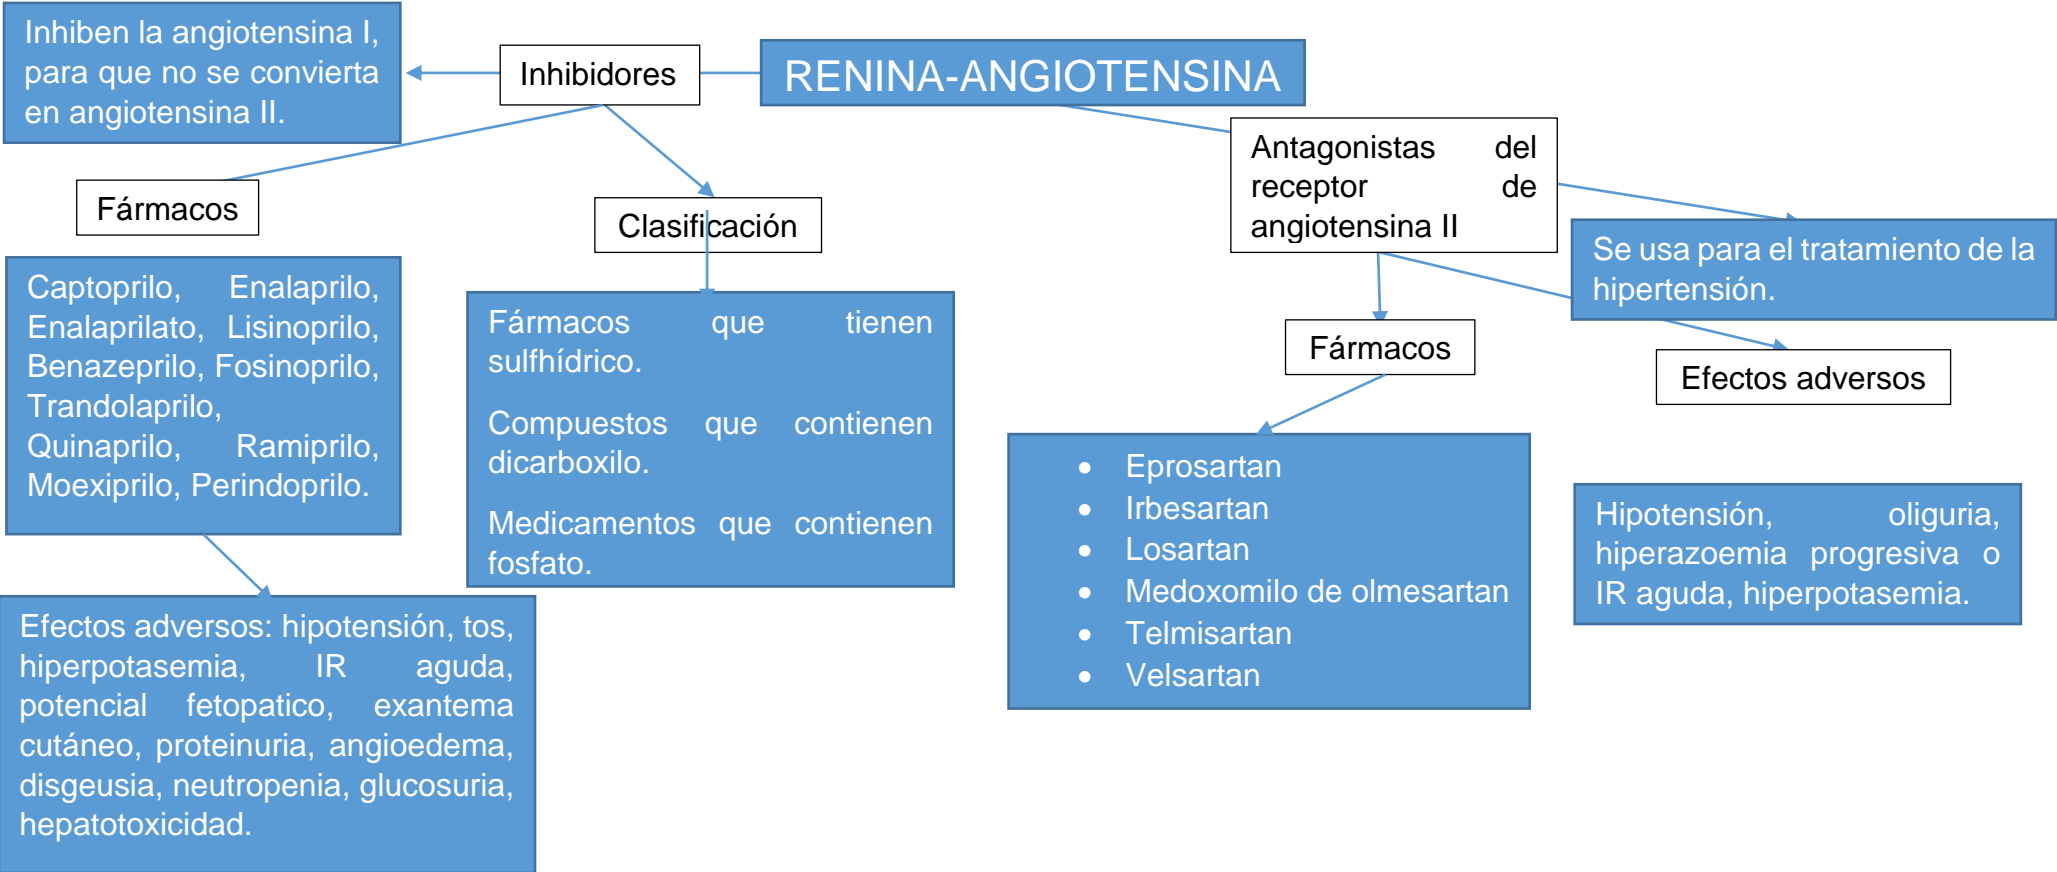 Inhiben la angiotensina I,
para que no se convierta
en angiotensina II.
Inhibidores
RENINA-ANGIOTENSINA
Antagonistas del
receptor de
angiotensina II
Fármacos
Clasificación
Se usa para el tratamiento de la
hipertensión.
Captoprilo, Enalaprilo,
Enalaprilato, Lisinoprilo,
Benazeprilo, Fosinoprilo,
Trandolaprilo,
Quinaprilo, Ramiprilo,
Moexiprilo, Perindoprilo.
Fármacos que tienen
sulfhídrico.
Compuestos que contienen
dicarboxilo.
Medicamentos que contienen
fosfato.
Fármacos
Efectos adversos
• Eprosartan
• Irbesartan
• Losartan
• Medoxomilo de olmesartan
• Telmisartan
• Velsartan
Hipotensión, oliguria,
hiperazoemia progresiva o
IR aguda, hiperpotasemia.
Efectos adversos: hipotensión, tos,
hiperpotasemia, IR aguda,
potencial fetopatico, exantema
cutáneo, proteinuria, angioedema,
disgeusia, neutropenia, glucosuria,
hepatotoxicidad.